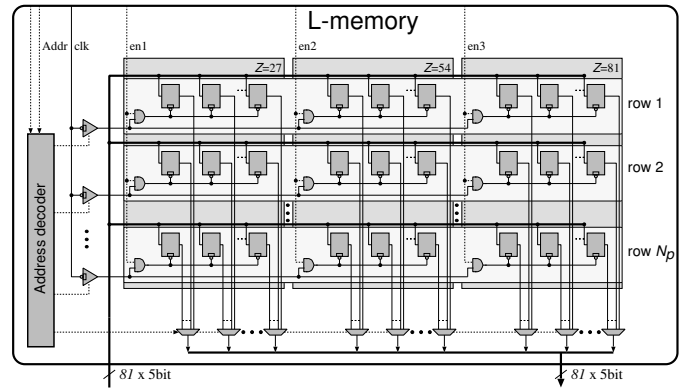 L-memory
Addr clk en1 en2 en3
Z=27 Z=54 Z=81
row 1
row 2
row Np
Address decoder
81 x 5bit 81 x 5bit